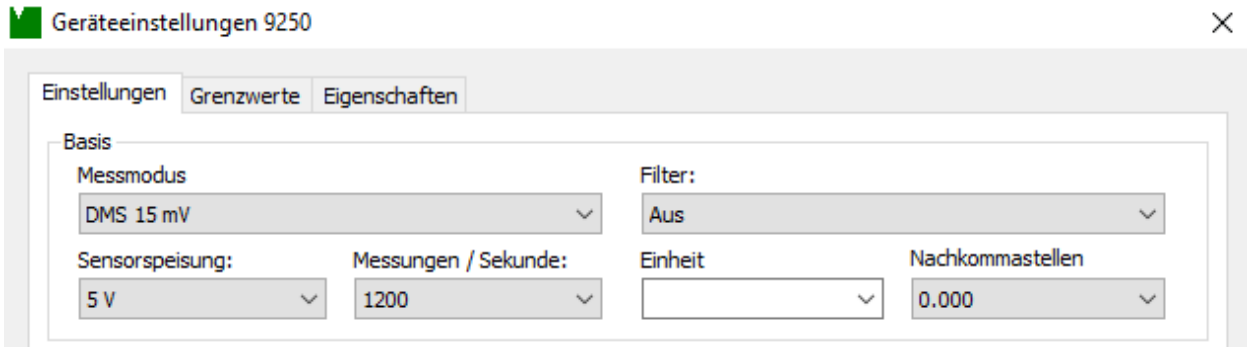 Geräteeinstellungen 9250
Einstellungen Grenzwerte Eigenschaften
Basis
Messmodus Filter:
DMS 15 mV Aus
Sensorspeisung: Messungen / Sekunde: Einheit Nachkommastellen
5 V 1200 0.000